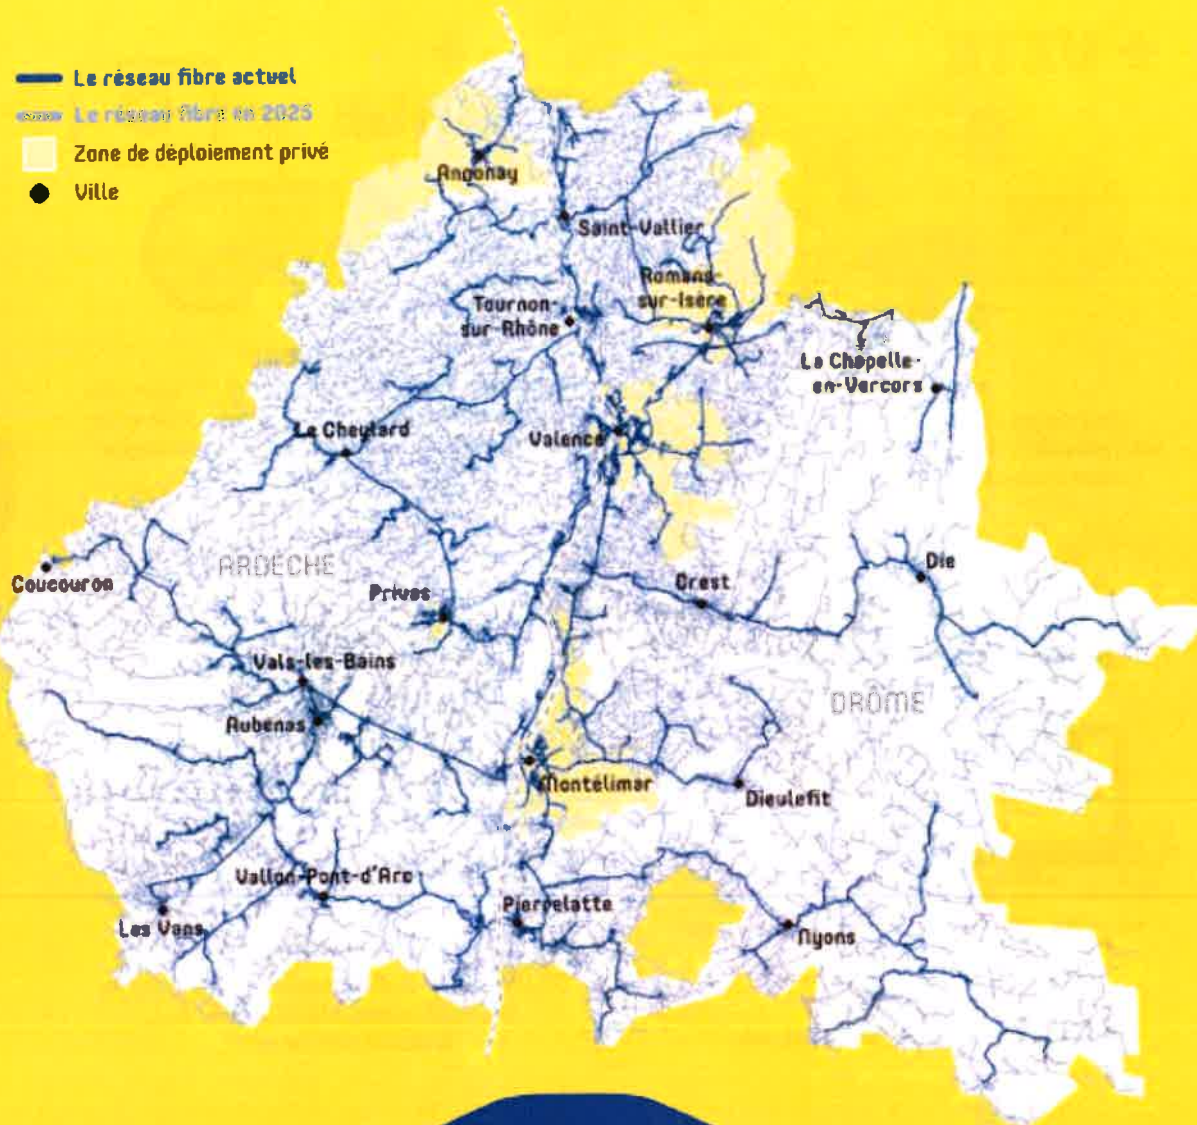 Le réseau fibre actuel
Le réseau fibre en 2025
Zone de déploiement privé
Ville
Annonay
Saint-Vallier
Romans-
sur-Isère
Tournon-
sur-Rhône
La Chapelle-
en-Vercors
Le Cheylard
Valence
ARDÈCHE
Coucouron
Privas
Crest
Die
Vals-les-Bains
Aubenas
DRÔME
Montélimar
Dieulefit
Vallon-Pont-d'Arc
Les Vans
Pierrelatte
Nyons